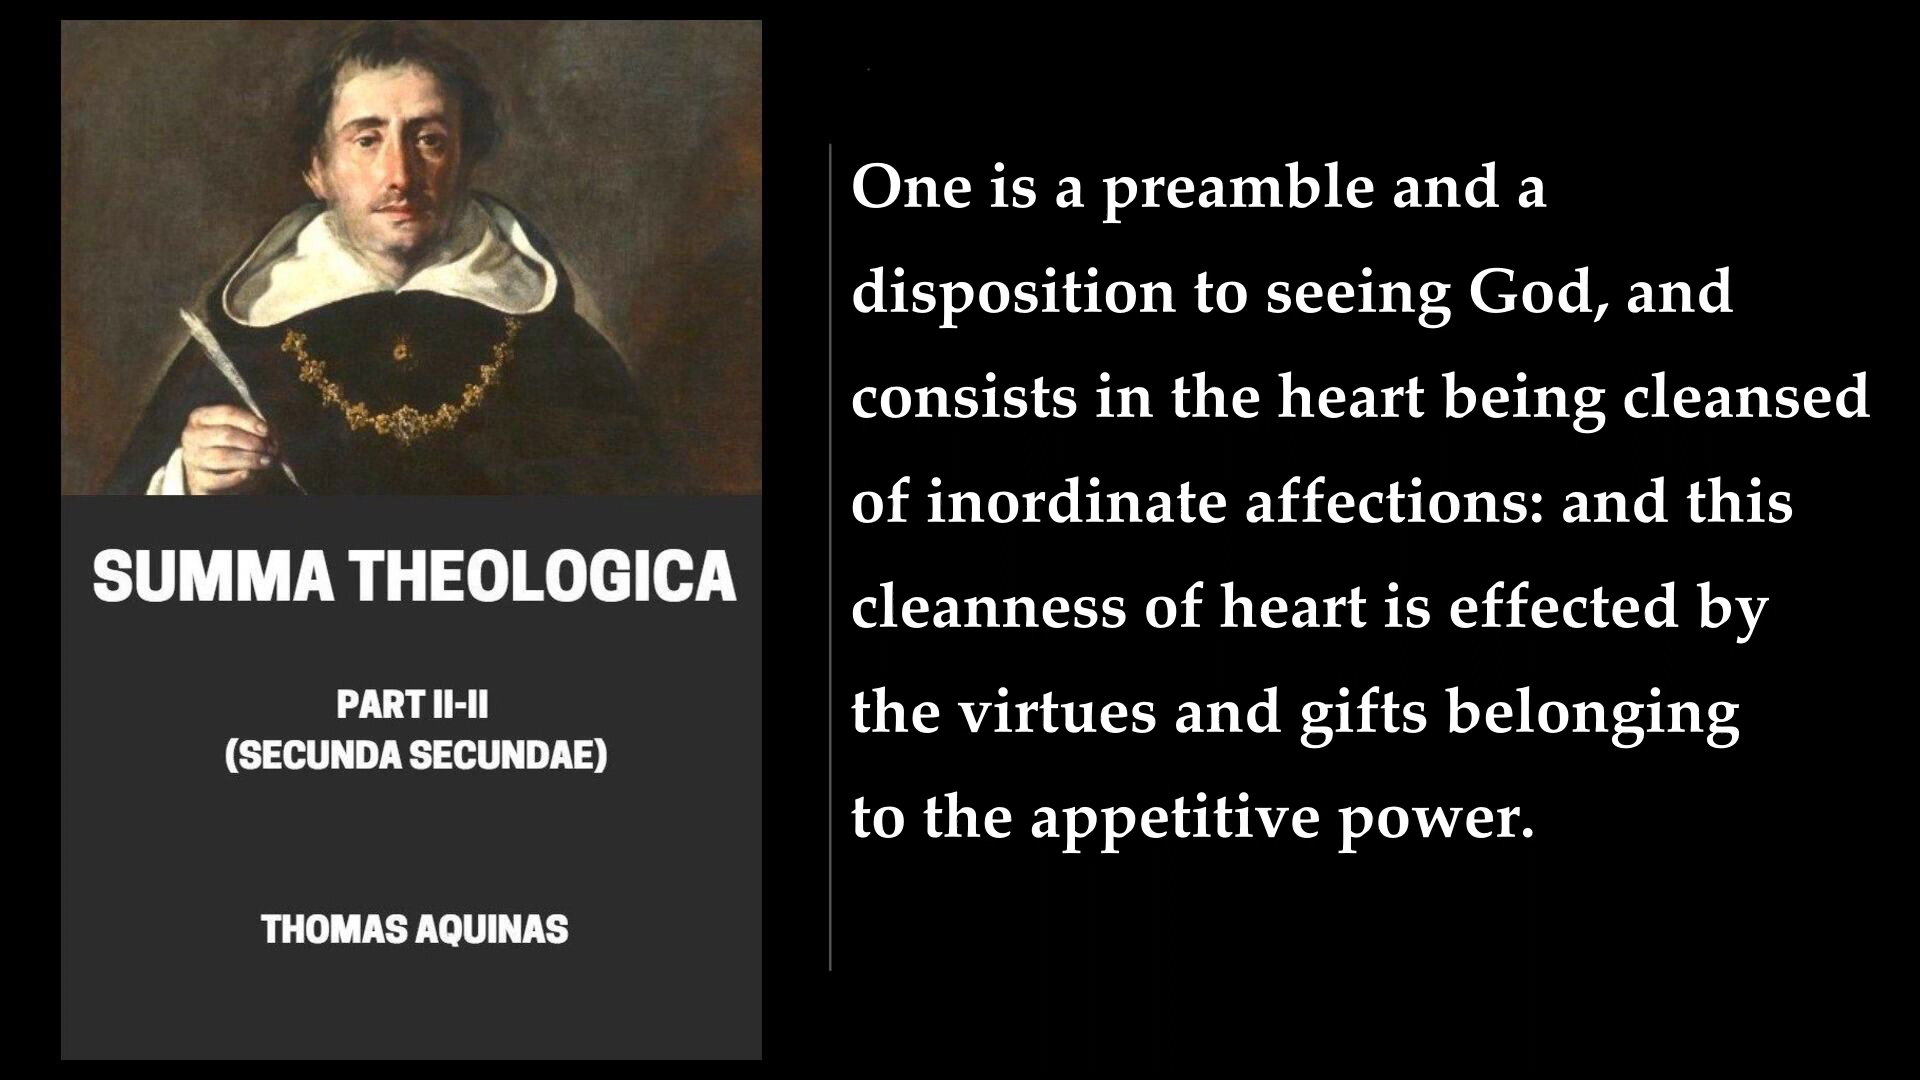 SUMMA THEOLOGICA
PART II-II
(SECUNDA SECUNDAE)
THOMAS AQUINAS
One is a preamble and a
disposition to seeing God, and
consists in the heart being cleansed
of inordinate affections: and this
cleanness of heart is effected by
the virtues and gifts belonging
to the appetitive power.